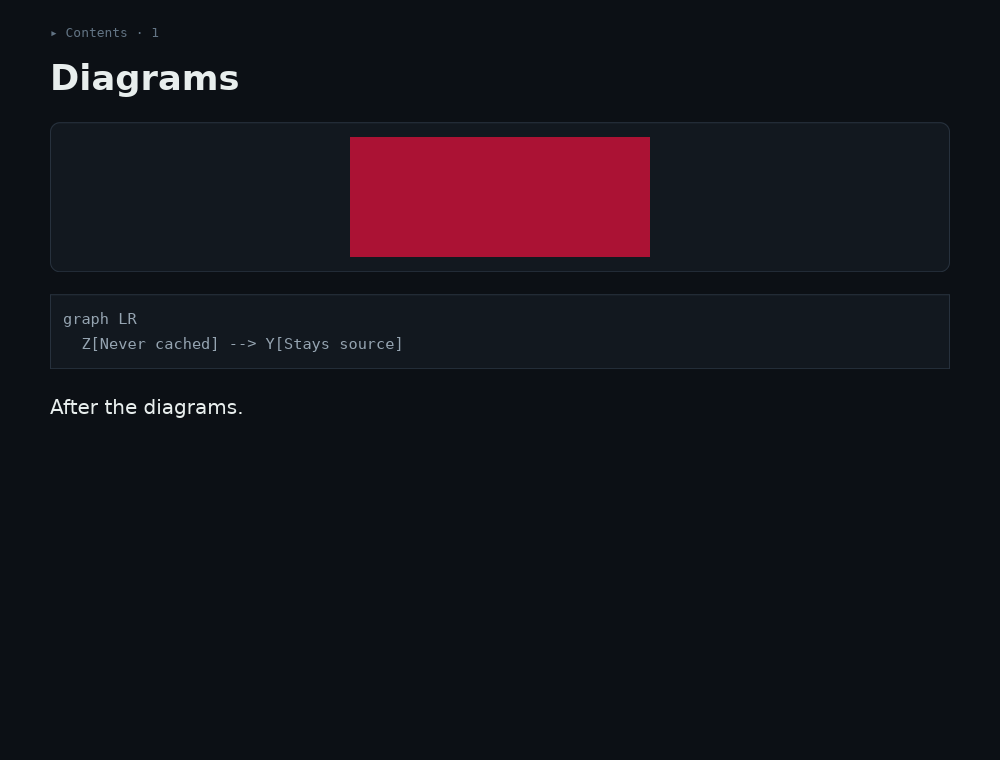 ▸ Contents · 1
Diagrams
graph LR
  Z[Never cached] --> Y[Stays source]
After the diagrams.